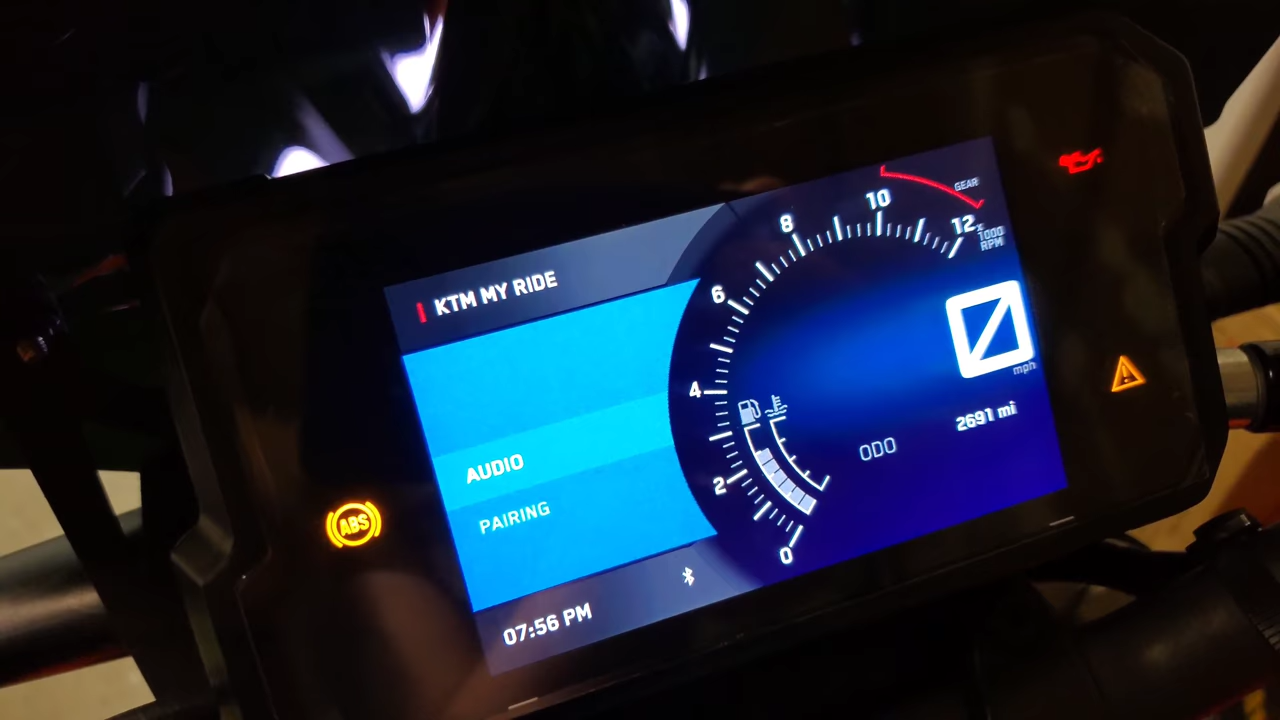 KTM MY RIDE
AUDIO
PAIRING
07:56 PM
ABS
0
2
4
6
8
10
12
x
1000
RPM
GEAR
0
mph
ODO
2691 mi